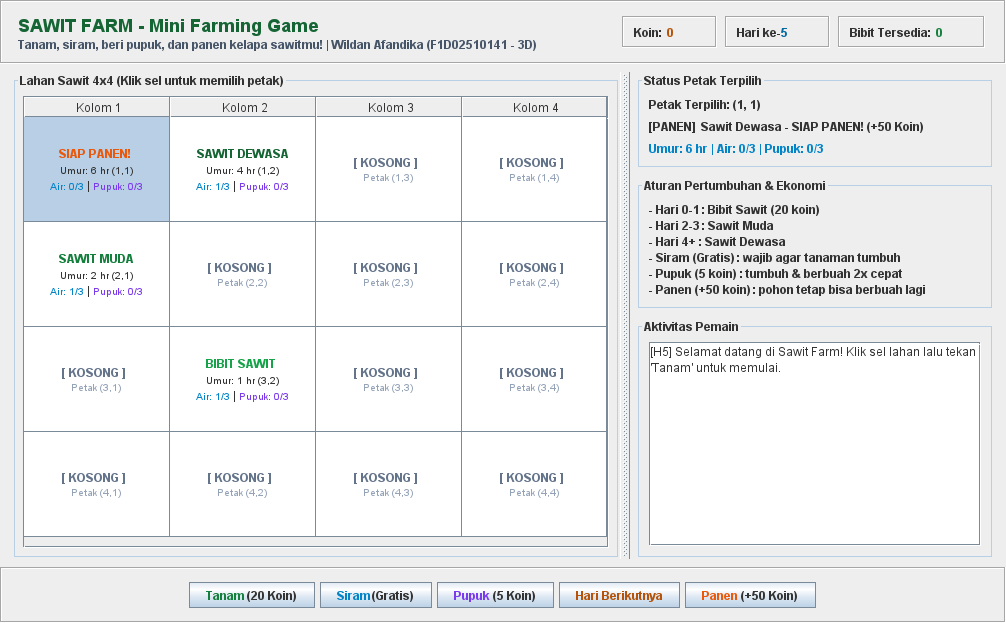 SAWIT FARM - Mini Farming Game
Tanam, siram, beri pupuk, dan panen kelapa sawitmu! | Wildan Afandika (F1D02510141 - 3D)
Koin: 0
Hari ke-5
Bibit Tersedia: 0
Lahan Sawit 4x4 (Klik sel untuk memilih petak)
Kolom 1 Kolom 2 Kolom 3 Kolom 4
SIAP PANEN!
Umur: 6 hr (1,1)
Air: 0/3 | Pupuk: 0/3
SAWIT DEWASA
Umur: 4 hr (1,2)
Air: 1/3 | Pupuk: 0/3
[ KOSONG ]
Petak (1,3)
[ KOSONG ]
Petak (1,4)
SAWIT MUDA
Umur: 2 hr (2,1)
Air: 1/3 | Pupuk: 0/3
[ KOSONG ]
Petak (2,2)
[ KOSONG ]
Petak (2,3)
[ KOSONG ]
Petak (2,4)
[ KOSONG ]
Petak (3,1)
BIBIT SAWIT
Umur: 1 hr (3,2)
Air: 1/3 | Pupuk: 0/3
[ KOSONG ]
Petak (3,3)
[ KOSONG ]
Petak (3,4)
[ KOSONG ]
Petak (4,1)
[ KOSONG ]
Petak (4,2)
[ KOSONG ]
Petak (4,3)
[ KOSONG ]
Petak (4,4)
Status Petak Terpilih
Petak Terpilih: (1, 1)
[PANEN] Sawit Dewasa - SIAP PANEN! (+50 Koin)
Umur: 6 hr | Air: 0/3 | Pupuk: 0/3
Aturan Pertumbuhan & Ekonomi
- Hari 0-1 : Bibit Sawit (20 koin)
- Hari 2-3 : Sawit Muda
- Hari 4+ : Sawit Dewasa
- Siram (Gratis) : wajib agar tanaman tumbuh
- Pupuk (5 koin) : tumbuh & berbuah 2x cepat
- Panen (+50 koin) : pohon tetap bisa berbuah lagi
Aktivitas Pemain
[H5] Selamat datang di Sawit Farm! Klik sel lahan lalu tekan
'Tanam' untuk memulai.
Tanam (20 Koin)
Siram (Gratis)
Pupuk (5 Koin)
Hari Berikutnya
Panen (+50 Koin)